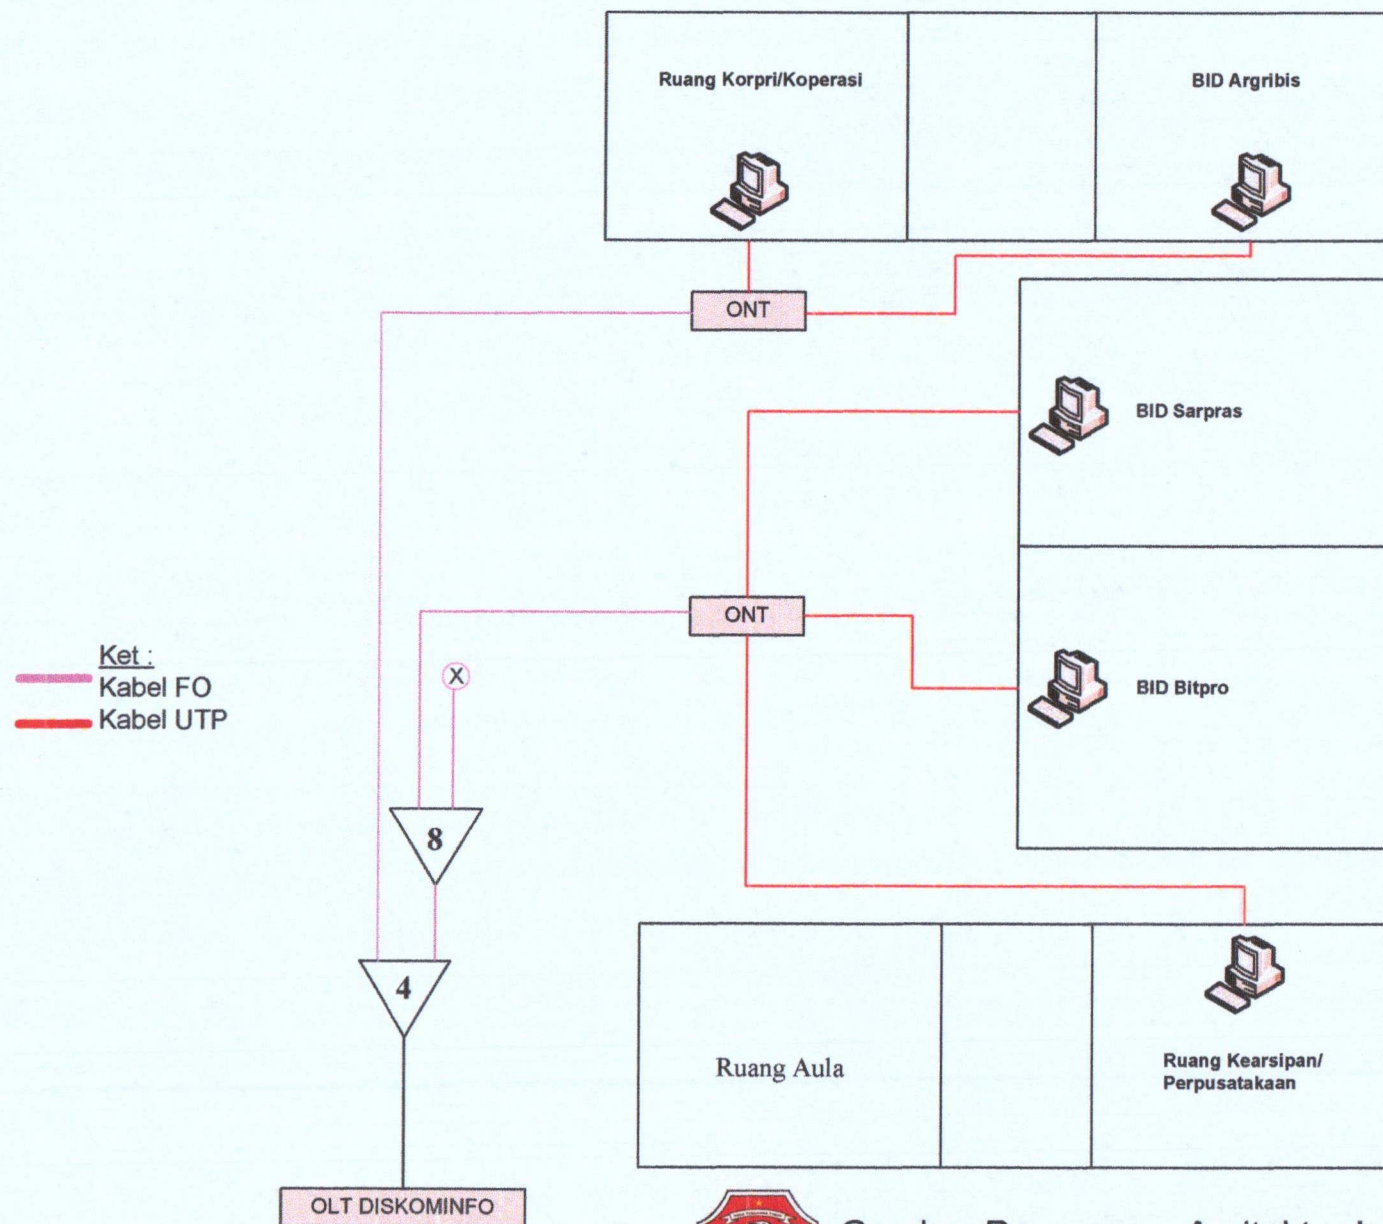 Ruang Korpri/Koperasi
BID Argribis
ONT
BID Sarpras
ONT
Ket :
Kabel FO
Kabel UTP
X
BID Bitpro
8
4
Ruang Aula
Ruang Kearsipan/
Perpusatakaan
OLT DISKOMINFO